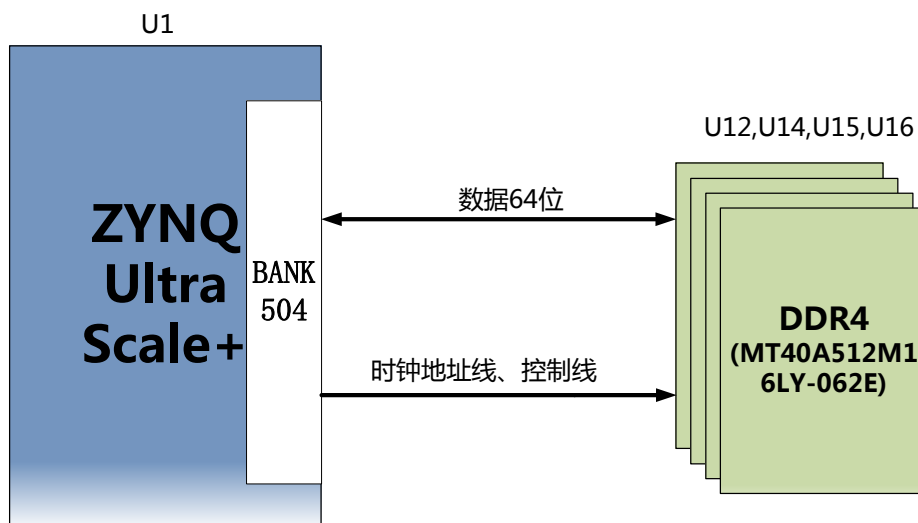 U1
U12,U14,U15,U16
ZYNQ
Ultra
Scale+
BANK
504
数据64位
时钟地址线、控制线
DDR4
(MT40A512M1
6LY-062E)